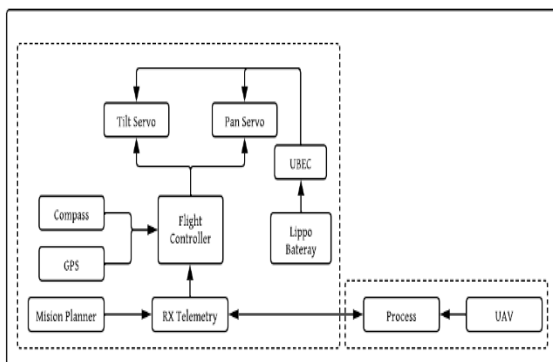 Tilt Servo
Pan Servo
UBEC
Compass
Flight
Controller
Lippo
Bateray
GPS
Mision Planner
RX Telemetry
Process
UAV